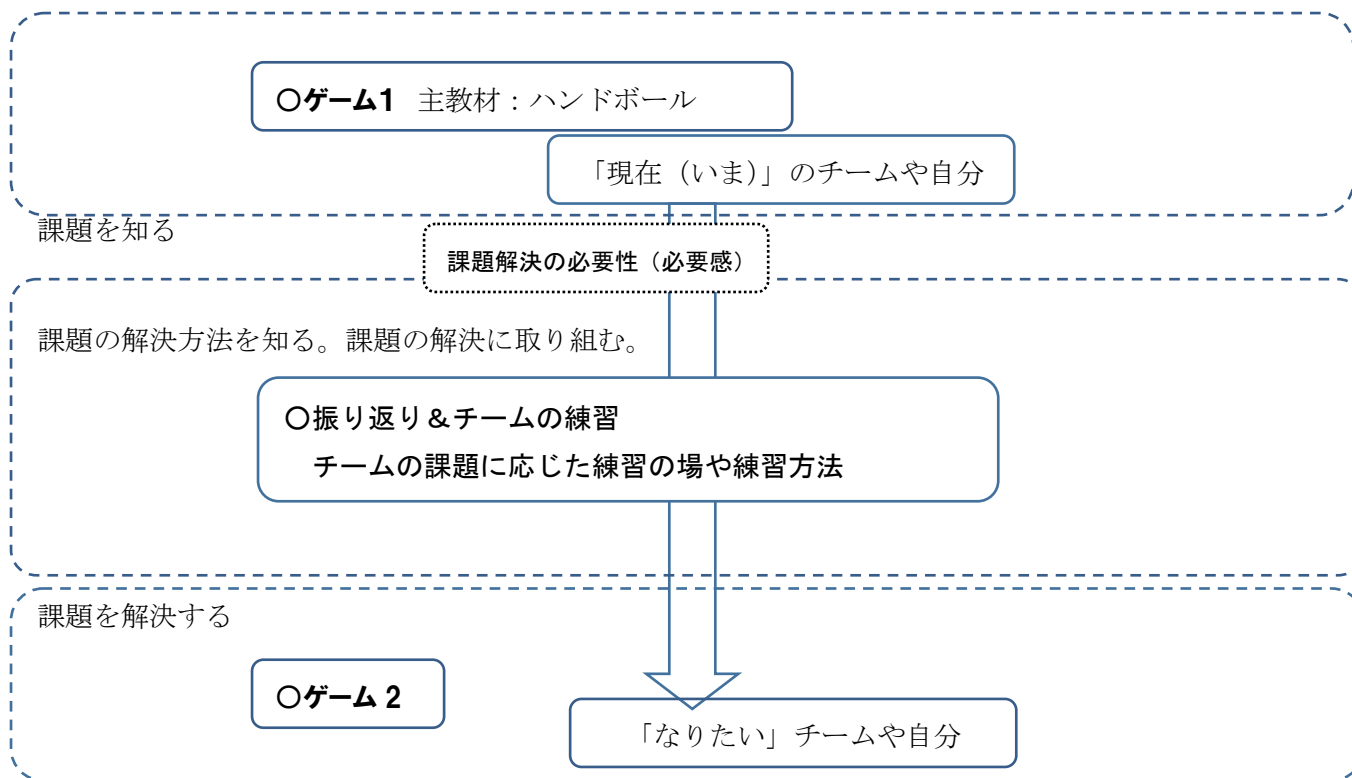 〇ゲーム1 主教材：ハンドボール
「現在（いま）」のチームや自分
課題を知る
課題解決の必要性（必要感）
課題の解決方法を知る。課題の解決に取り組む。
〇振り返り＆チームの練習
チームの課題に応じた練習の場や練習方法
課題を解決する
〇ゲーム 2
「なりたい」チームや自分